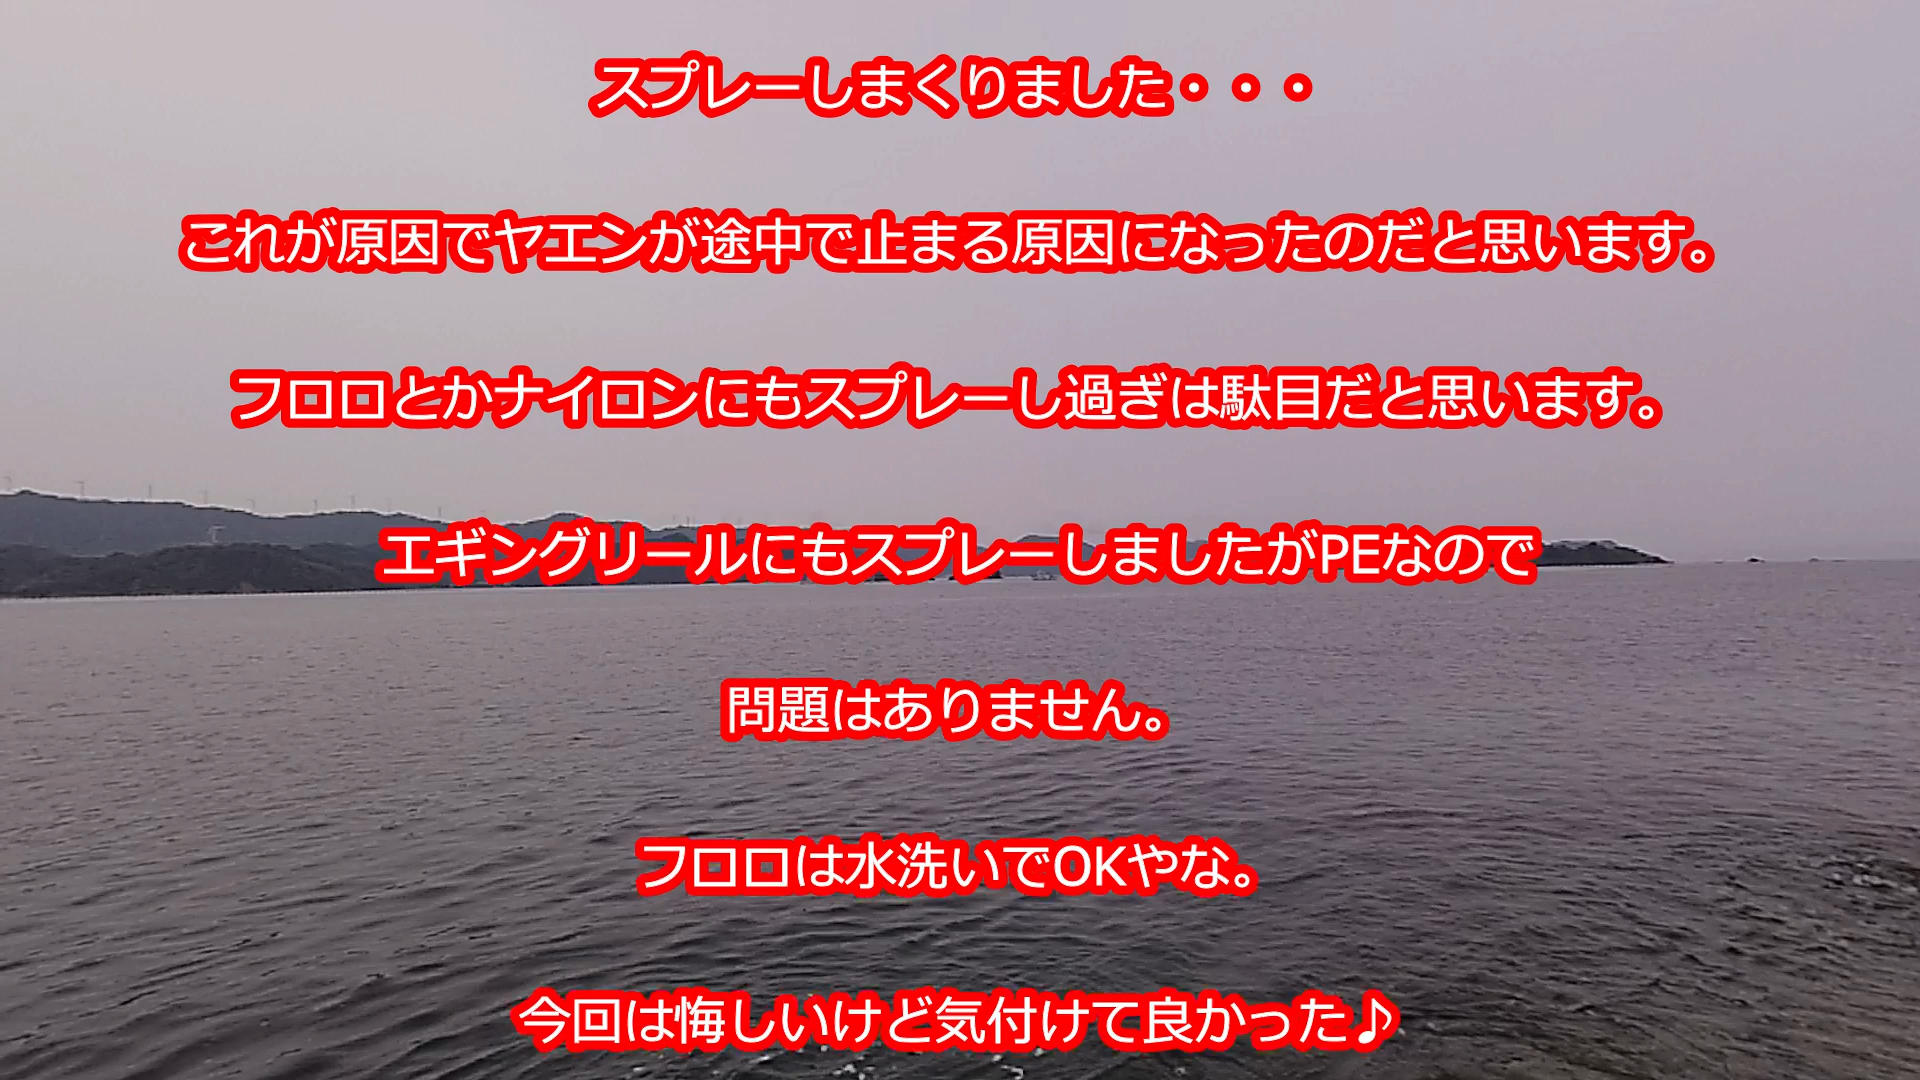 スプレーしまくりました・・・
これが原因でヤエンが途中で止まる原因になったのだと思います。
フロロとかナイロンにもスプレーし過ぎは駄目だと思います。
エギングリールにもスプレーしましたがPEなので
問題はありません。
フロロは水洗いでOKやな。
今回は悔しいけど気付けて良かった♪